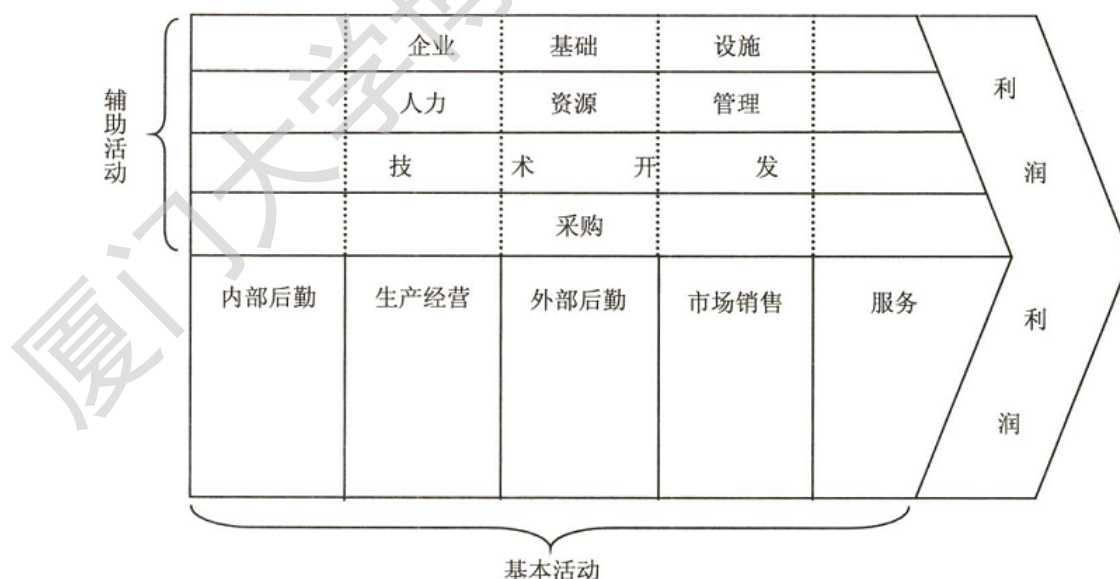 企业 基础 设施
利
人力 资源 管理
辅助活动
技 术 开 发
润
采购
内部后勤 生产经营 外部后勤 市场销售 服务
利
润
基本活动
厦门大学博